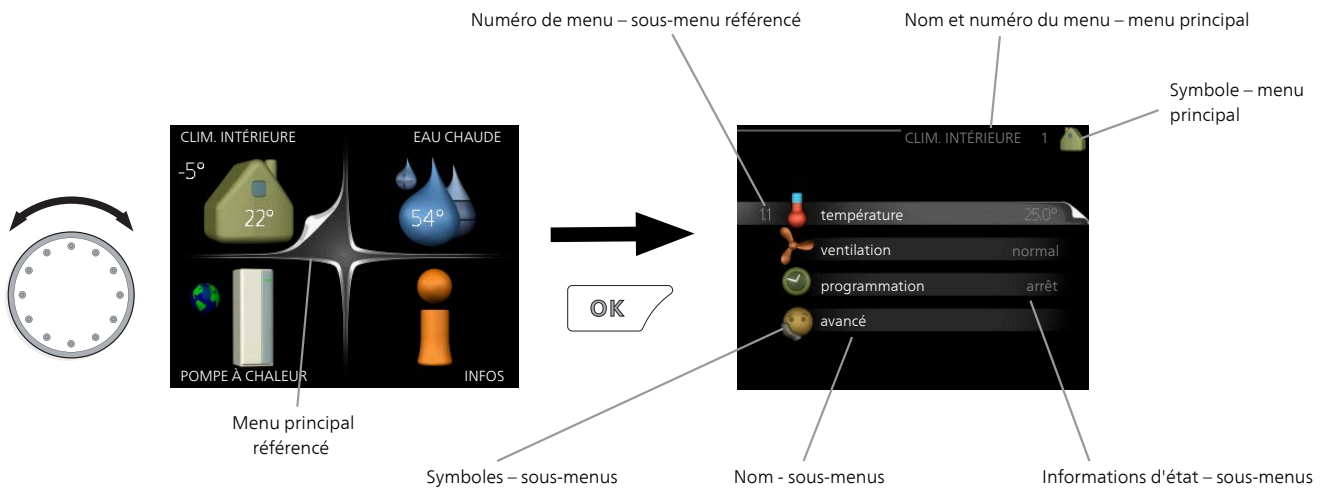 Numéro de menu – sous-menu référencé
Nom et numéro du menu – menu principal
Symbole – menu
principal
CLIM. INTÉRIEURE
EAU CHAUDE
-5°
22°
54°
POMPE À CHALEUR
INFOS
OK
CLIM. INTÉRIEURE 1
1.1 température 25.0°
ventilation normal
programmation arrêt
avancé
Menu principal
référencé
Symboles – sous-menus
Nom - sous-menus
Informations d'état – sous-menus